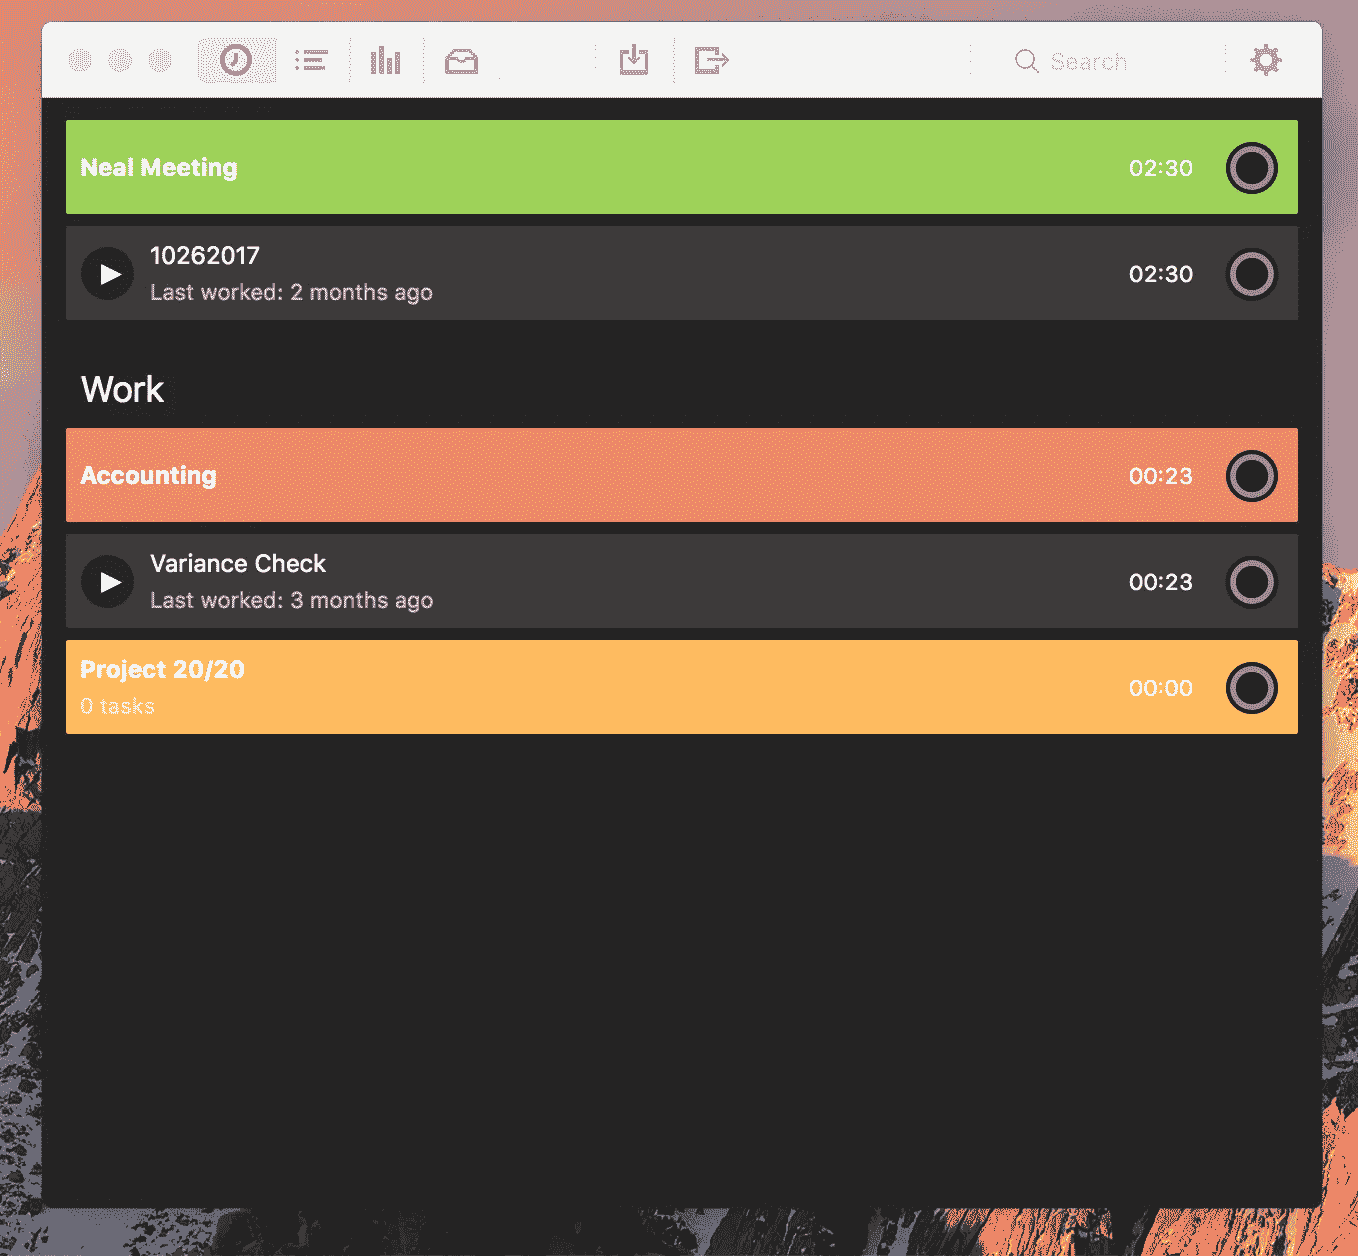 Search
Neal Meeting
02:30
10262017
Last worked: 2 months ago
02:30
Work
Accounting
00:23
Variance Check
Last worked: 3 months ago
00:23
Project 20/20
0 tasks
00:00